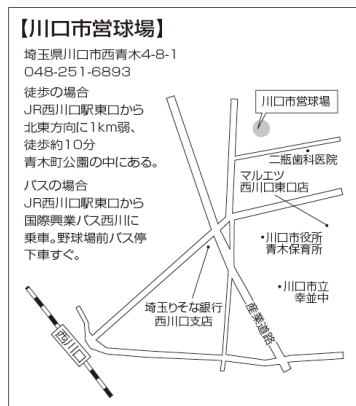 【川口市営球場】
埼玉県川口市西青木4-8-1
048-251-6893
徒歩の場合
JR西川口駅東口から
北東方向に1km弱、
徒歩約10分
青木町公園の中にある。
バスの場合
JR西川口駅東口から
国際興業バス西川に
乗車。野球場前バス停
下車すぐ。
川口市営球場
二瓶歯科医院
マルエツ
西川口東口店
・川口市役所
青木保育所
・川口市立
幸並中
埼玉りそな銀行
西川口支店
産業道路
西川口